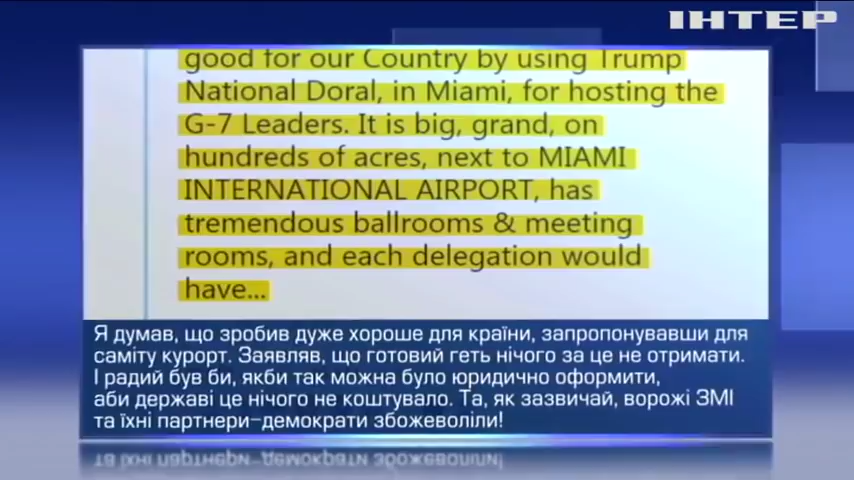 ІНТЕР
good for our Country by using Trump
National Doral, in Miami, for hosting the
G-7 Leaders. It is big, grand, on
hundreds of acres, next to MIAMI
INTERNATIONAL AIRPORT, has
tremendous ballrooms & meeting
rooms, and each delegation would
have...
Я думав, що зробив дуже хороше для країни, запропонувавши для
саміту курорт. Заявляв, що готовий геть нічого за це не отримати.
І радий був би, якби так можна було юридично оформити,
аби державі це нічого не коштувало. Та, як зазвичай, ворожі ЗМІ
та їхні партнери-демократи збожеволіли!